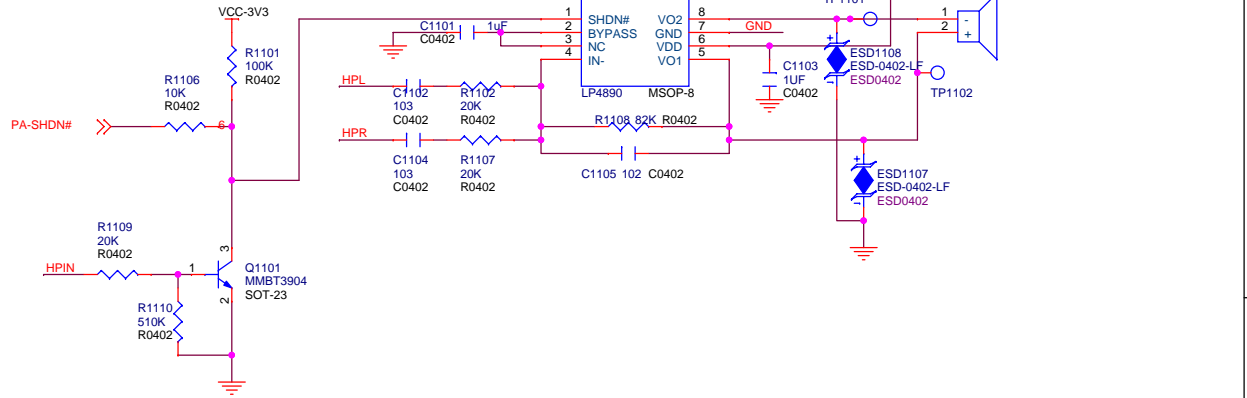 VCC-3V3
R1101
100K
R0402
R1106
10K
R0402
PA-SHDN#
6
C1101
1uF
C0402
1
2
3
4
SHDN#
BYPASS
NC
IN-
VO2
GND
VDD
VO1
8
7
6
5
LP4890
MSOP-8
GND
1
2
-
+
ESD1108
ESD-0402-LF
ESD0402
TP1102
C1103
1UF
C0402
HPL
C1102
103
C0402
R1102
20K
R0402
R1108 82K R0402
HPR
C1104
103
C0402
R1107
20K
R0402
C1105 102 C0402
+
1
+
1
ESD1107
ESD-0402-LF
ESD0402
R1109
20K
R0402
HPIN
1
3
2
Q1101
MMBT3904
SOT-23
R1110
510K
R0402